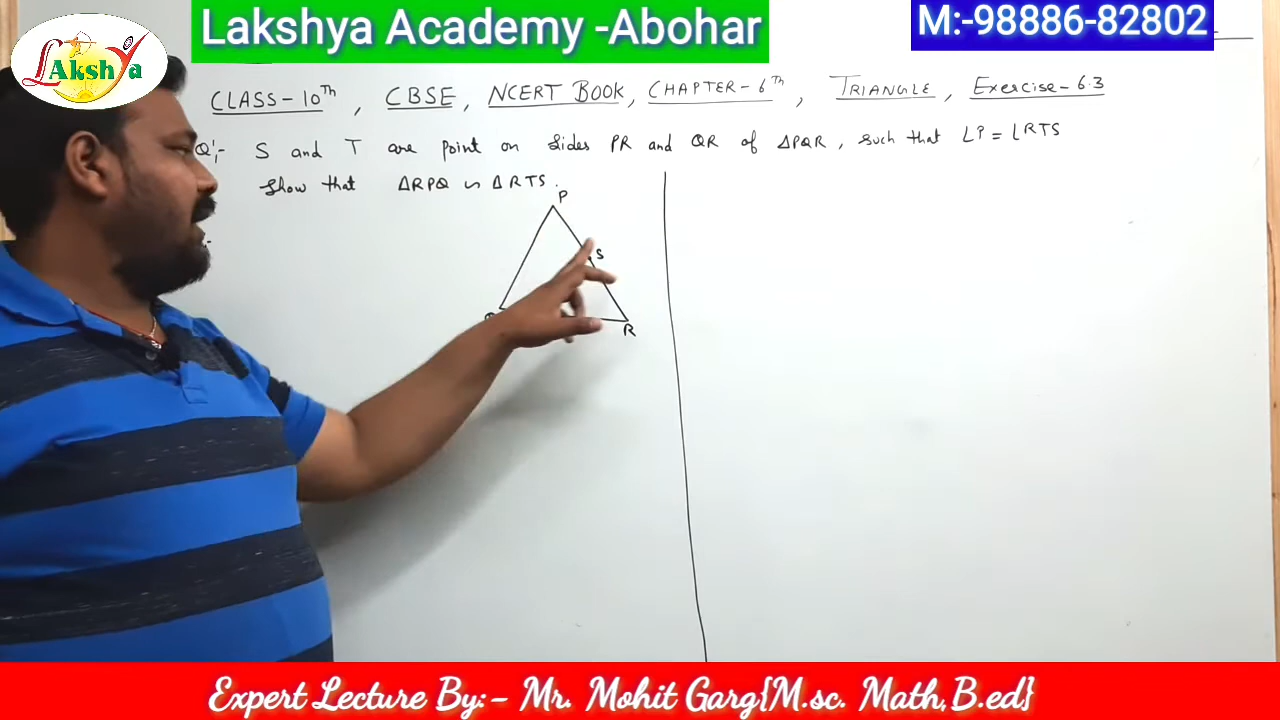 Lakshya Academy -Abohar
M:-98886-82802
Lakshya
CLASS-10Th, CBSE, NCERT BOOK, CHAPTER-6Th, TRIANGLE, Exercise-6.3
Q:- S and T are point on sides PR and QR of ΔPQR, such that ∠P = ∠RTS
Show that ΔRPQ ∽ ΔRTS.
P
S
R
Expert Lecture By:- Mr. Mohit Garg{M.sc. Math,B.ed}